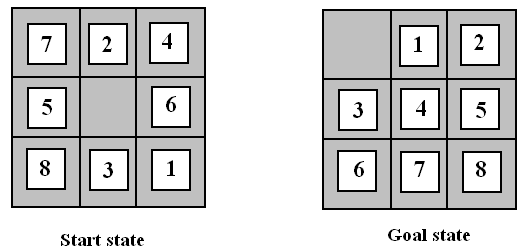 7 2 4
5 6
8 3 1
Start state
1 2
3 4 5
6 7 8
Goal state